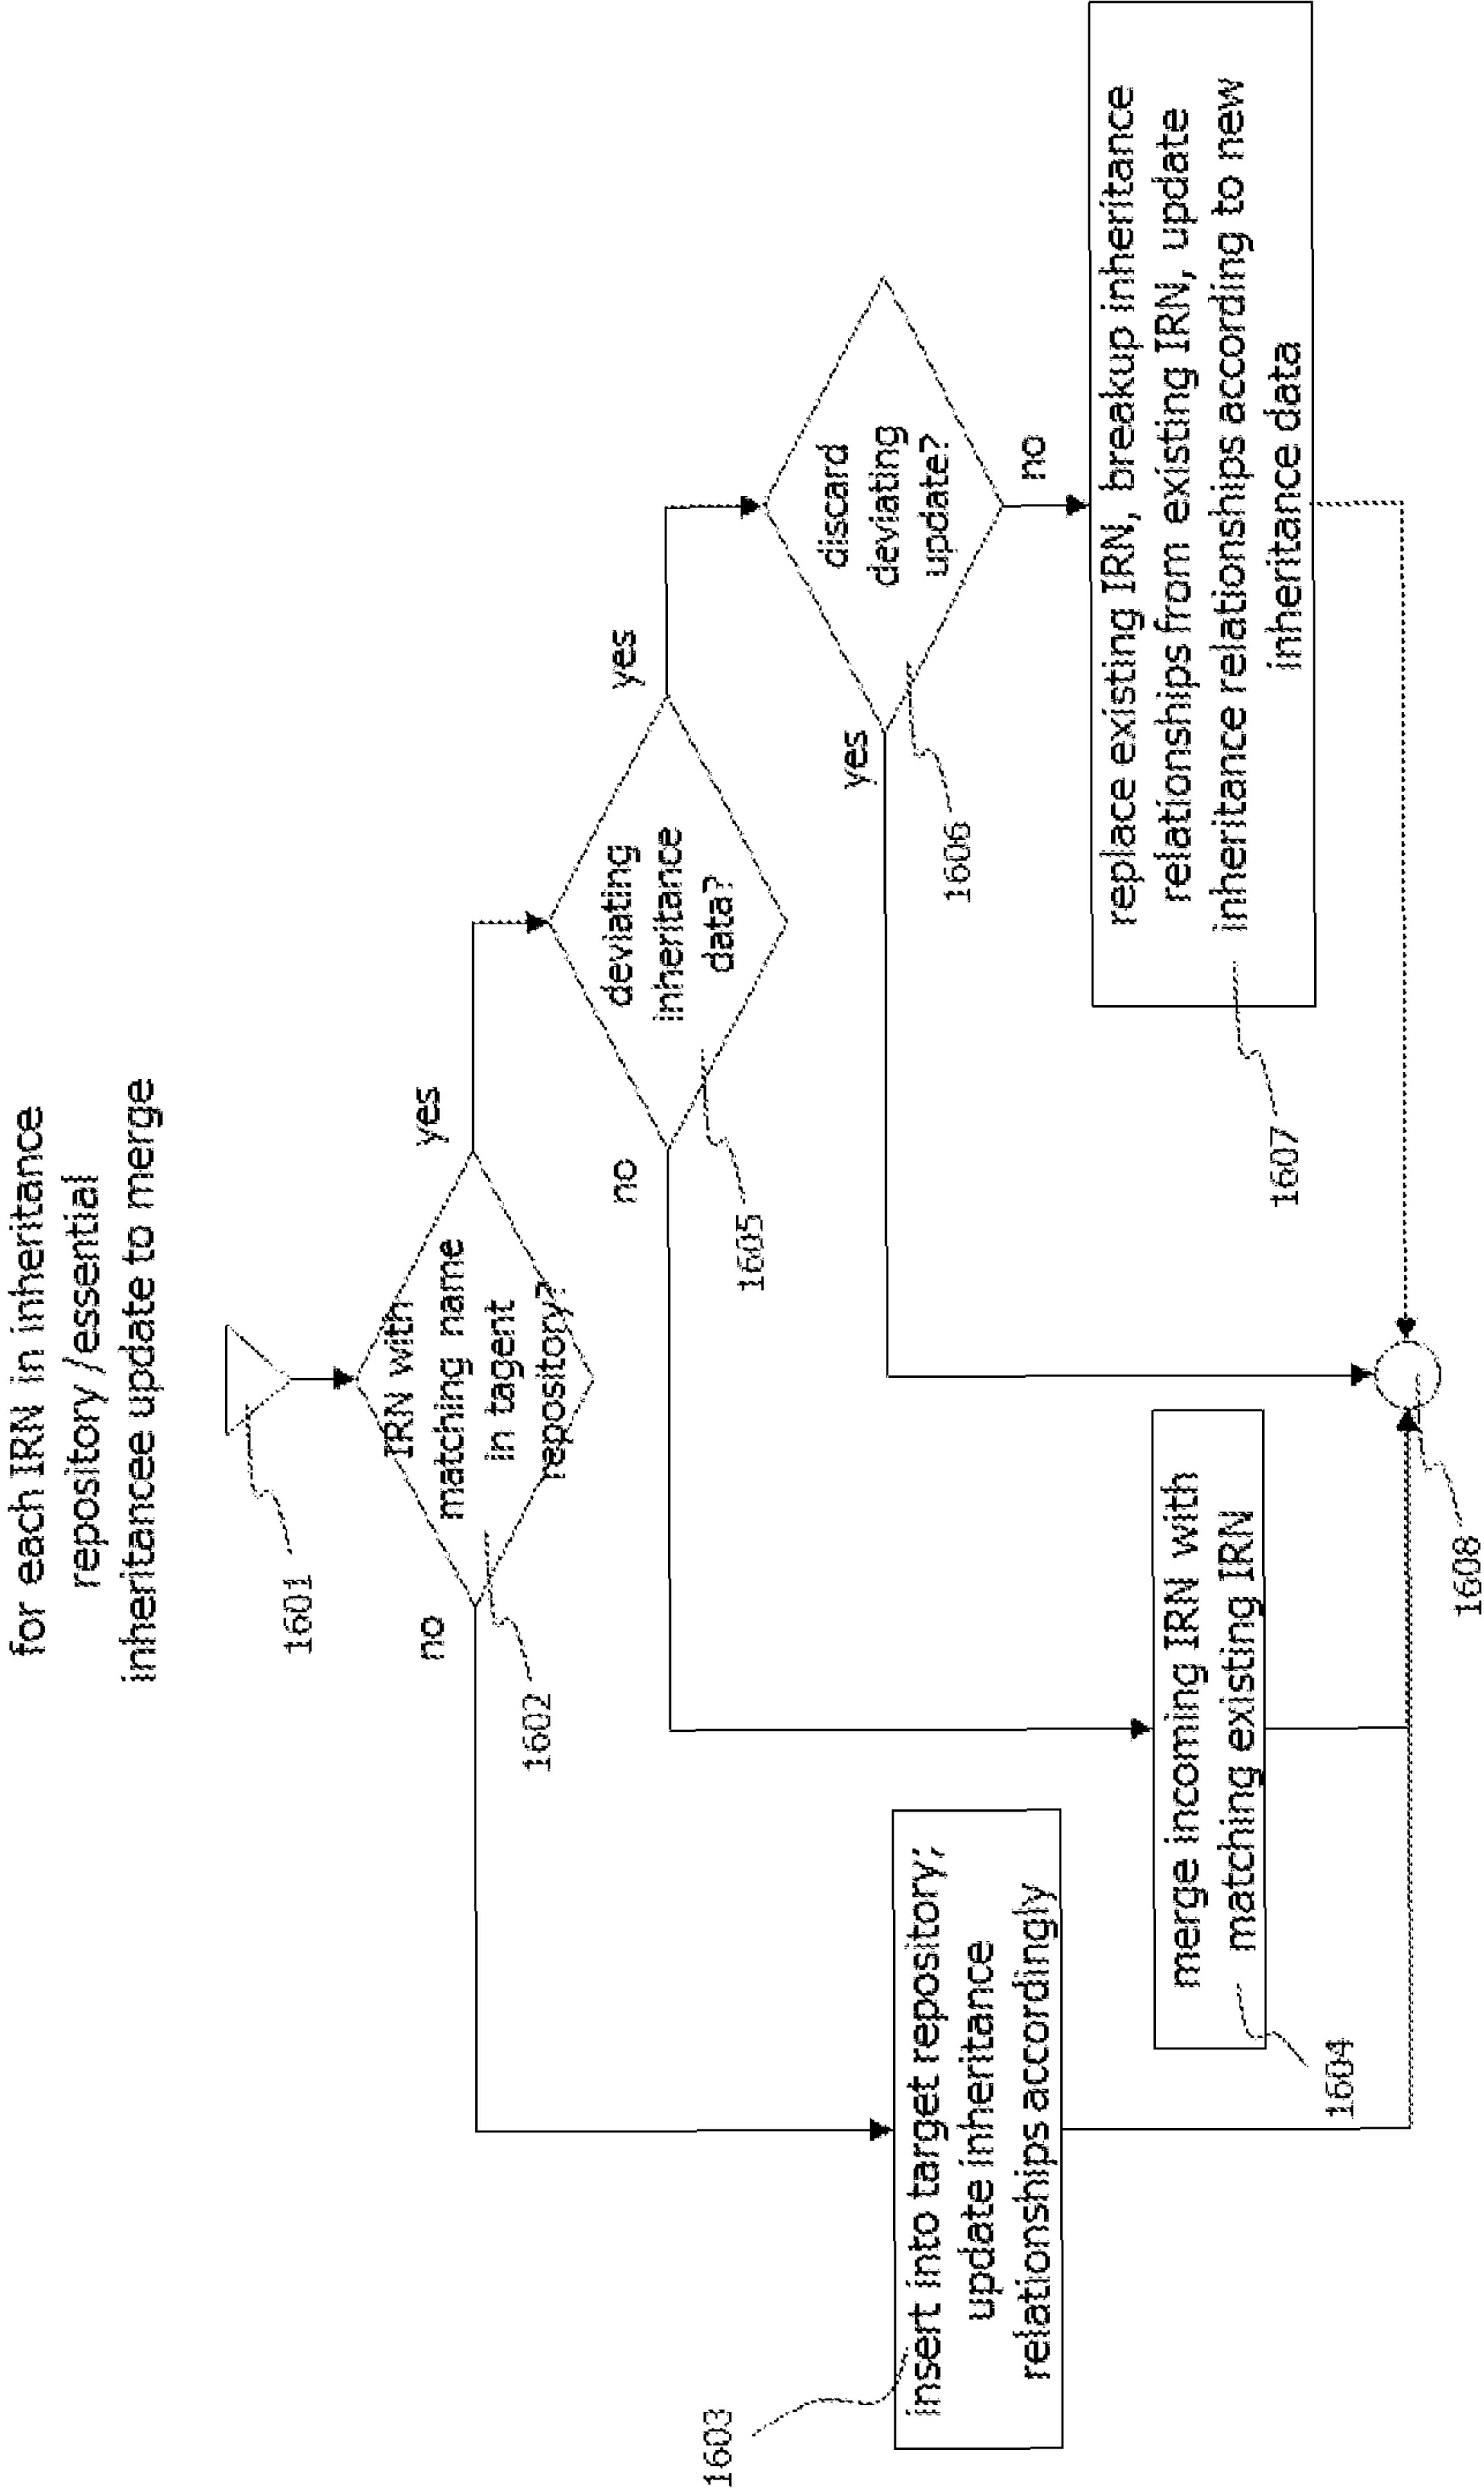 for each IRN in inheritance
repository /essential
inheritancee update to merge
1601
IRN with
matching name
in tagent
repository?
yes
no
1602
deviating
inheritance
data?
yes
no
1605
discard
deviating
update?
yes
no
1606
insert into target repository;
update inheritance
relationships accordingly
1603
merge incoming IRN with
matching existing IRN
1604
replace existing IRN, breakup inheritance
relationships from existing IRN, update
inheritance relationships according to new
inheritance data
1607
1608